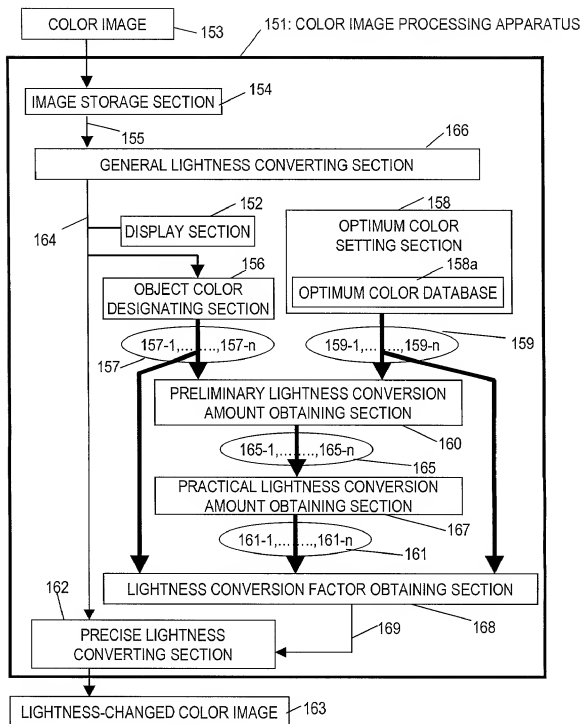 COLOR IMAGE
153
151: COLOR IMAGE PROCESSING APPARATUS
IMAGE STORAGE SECTION
154
155
166
GENERAL LIGHTNESS CONVERTING SECTION
164
152
DISPLAY SECTION
158
OPTIMUM COLOR
SETTING SECTION
158a
OPTIMUM COLOR DATABASE
156
OBJECT COLOR
DESIGNATING SECTION
157-1,........,157-n
157
159-1,........,159-n
159
PRELIMINARY LIGHTNESS CONVERSION
AMOUNT OBTAINING SECTION
160
165-1,........,165-n
165
PRACTICAL LIGHTNESS CONVERSION
AMOUNT OBTAINING SECTION
167
161-1,........,161-n
161
LIGHTNESS CONVERSION FACTOR OBTAINING SECTION
168
162
169
PRECISE LIGHTNESS
CONVERTING SECTION
LIGHTNESS-CHANGED COLOR IMAGE
163